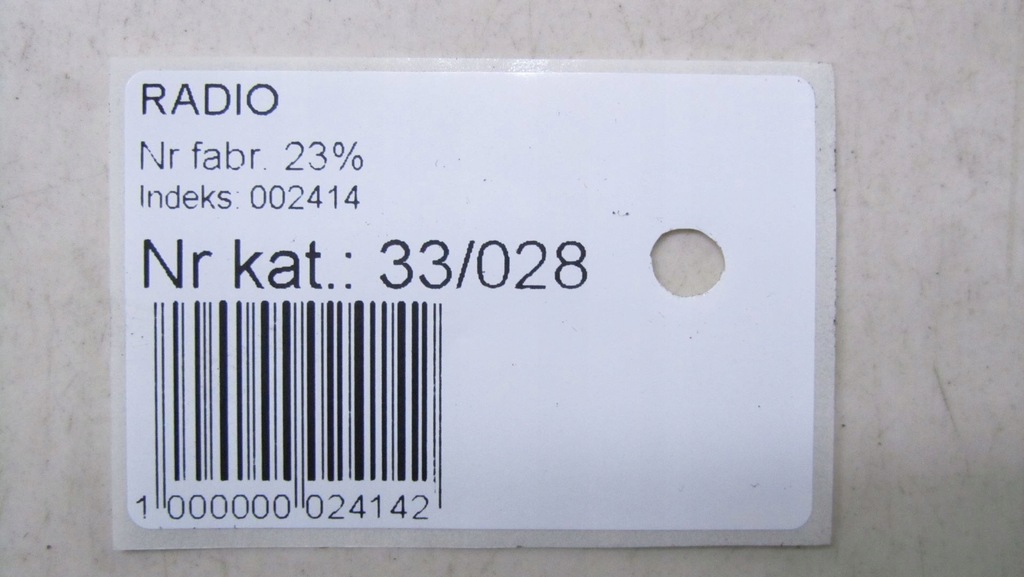 RADIO
Nr fabr. 23%
Indeks: 002414
Nr kat.: 33/028
1 000000 024142